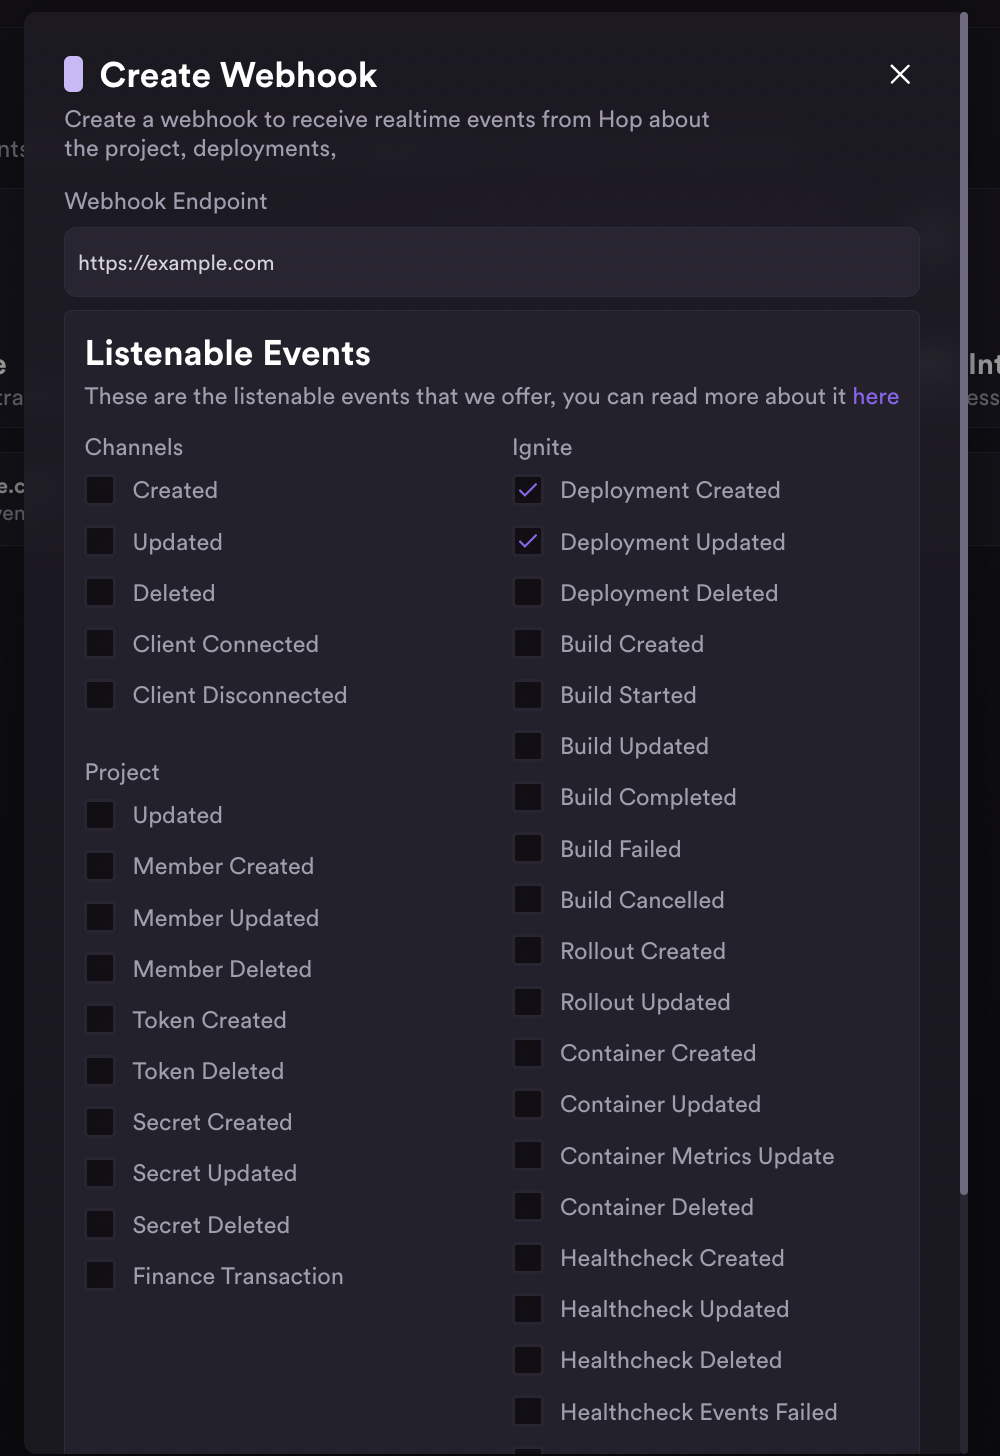 Create Webhook
Create a webhook to receive realtime events from Hop about
the project, deployments,
Webhook Endpoint
https://example.com
Listenable Events
These are the listenable events that we offer, you can read more about it here
Channels
Created
Updated
Deleted
Client Connected
Client Disconnected
Project
Updated
Member Created
Member Updated
Member Deleted
Token Created
Token Deleted
Secret Created
Secret Updated
Secret Deleted
Finance Transaction
Ignite
Deployment Created
Deployment Updated
Deployment Deleted
Build Created
Build Started
Build Updated
Build Completed
Build Failed
Build Cancelled
Rollout Created
Rollout Updated
Container Created
Container Updated
Container Metrics Update
Container Deleted
Healthcheck Created
Healthcheck Updated
Healthcheck Deleted
Healthcheck Events Failed